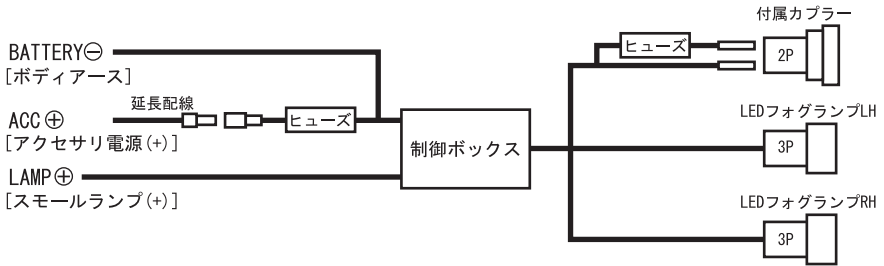 BATTERY⊖
[ボディアース]
延長配線
ACC⊕
ヒューズ
[アクセサリ電源(+)]
LAMP⊕
[スモールランプ(+)]
制御ボックス
付属カプラー
ヒューズ
2P
LEDフォグランプLH
3P
LEDフォグランプRH
3P